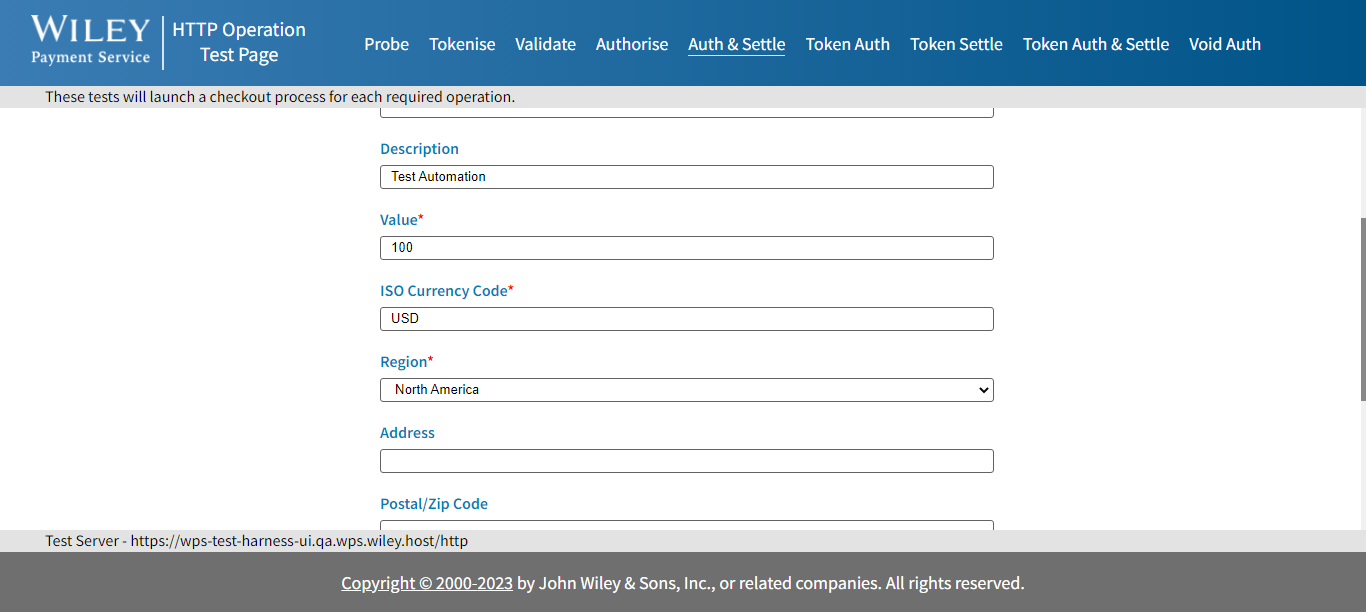 WILEY
Payment Service
HTTP Operation
Test Page
Probe Tokenise Validate Authorise Auth & Settle Token Auth Token Settle Token Auth & Settle Void Auth
These tests will launch a checkout process for each required operation.
Description
Test Automation
Value*
100
ISO Currency Code*
USD
Region*
North America
Address
Postal/Zip Code
Test Server - https://wps-test-harness-ui.qa.wps.wiley.host/http
Copyright © 2000-2023 by John Wiley & Sons, Inc., or related companies. All rights reserved.